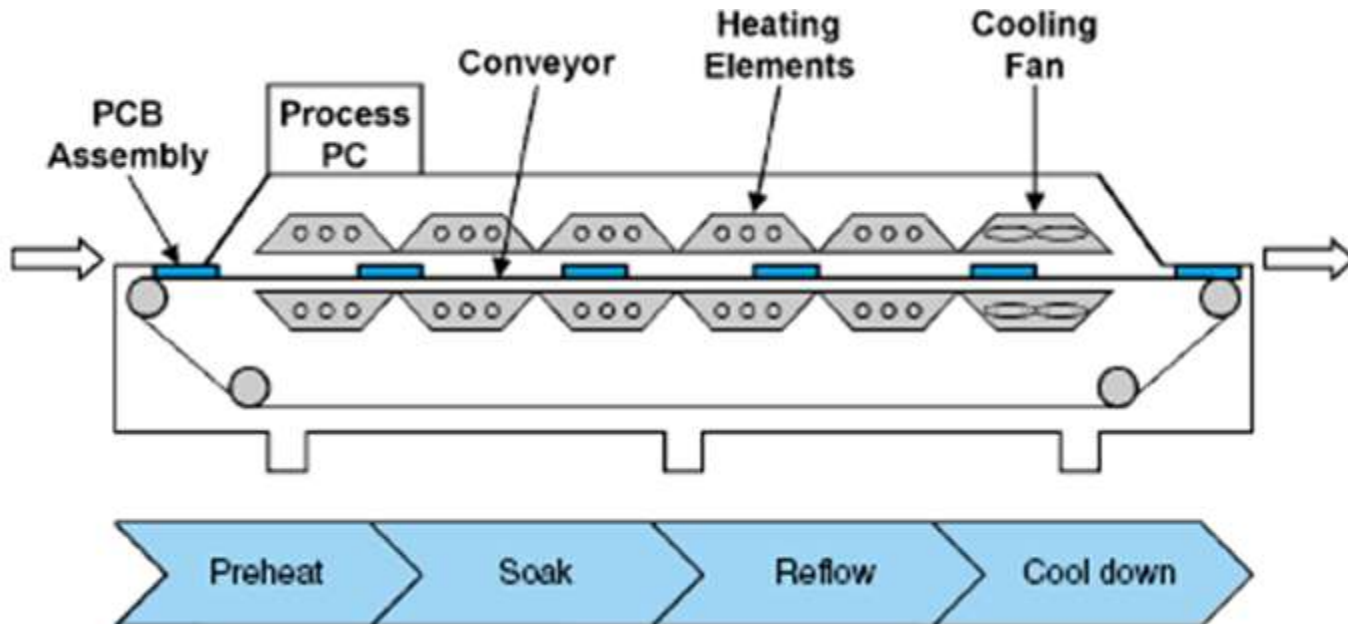 Heating
Elements
Cooling
Fan
Conveyor
PCB
Assembly
Process
PC
Preheat
Soak
Reflow
Cool down